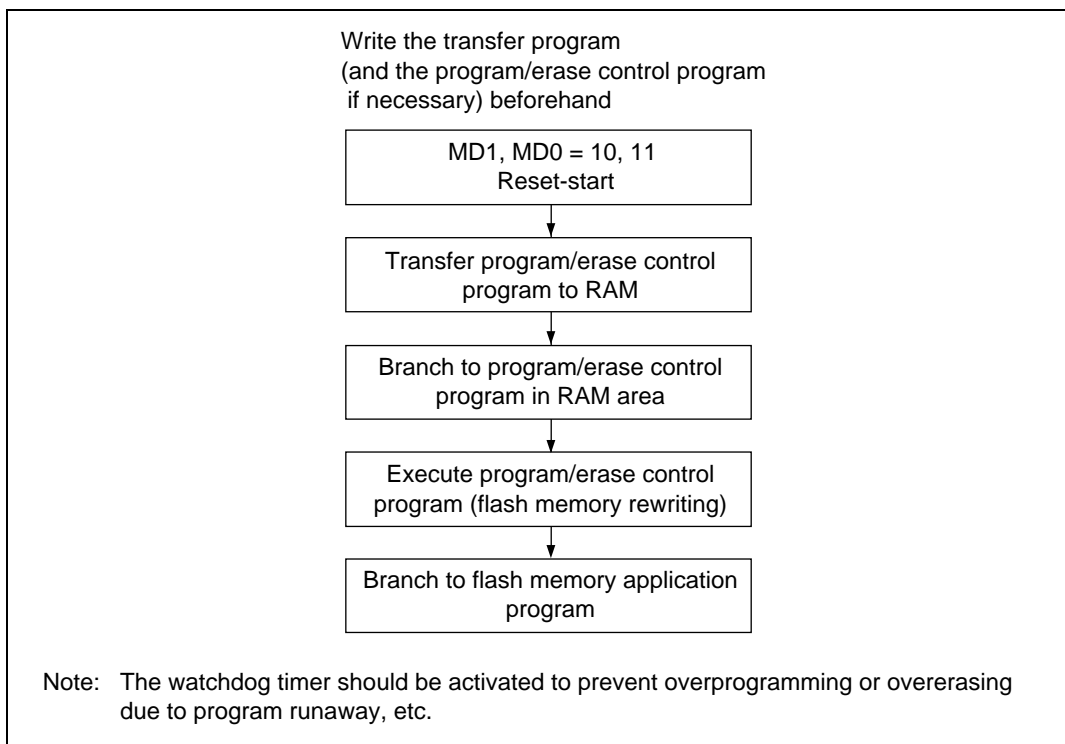 Write the transfer program
(and the program/erase control program
if necessary) beforehand
MD1, MD0 = 10, 11
Reset-start
Transfer program/erase control
program to RAM
Branch to program/erase control
program in RAM area
Execute program/erase control
program (flash memory rewriting)
Branch to flash memory application
program
Note: The watchdog timer should be activated to prevent overprogramming or overerasing
due to program runaway, etc.